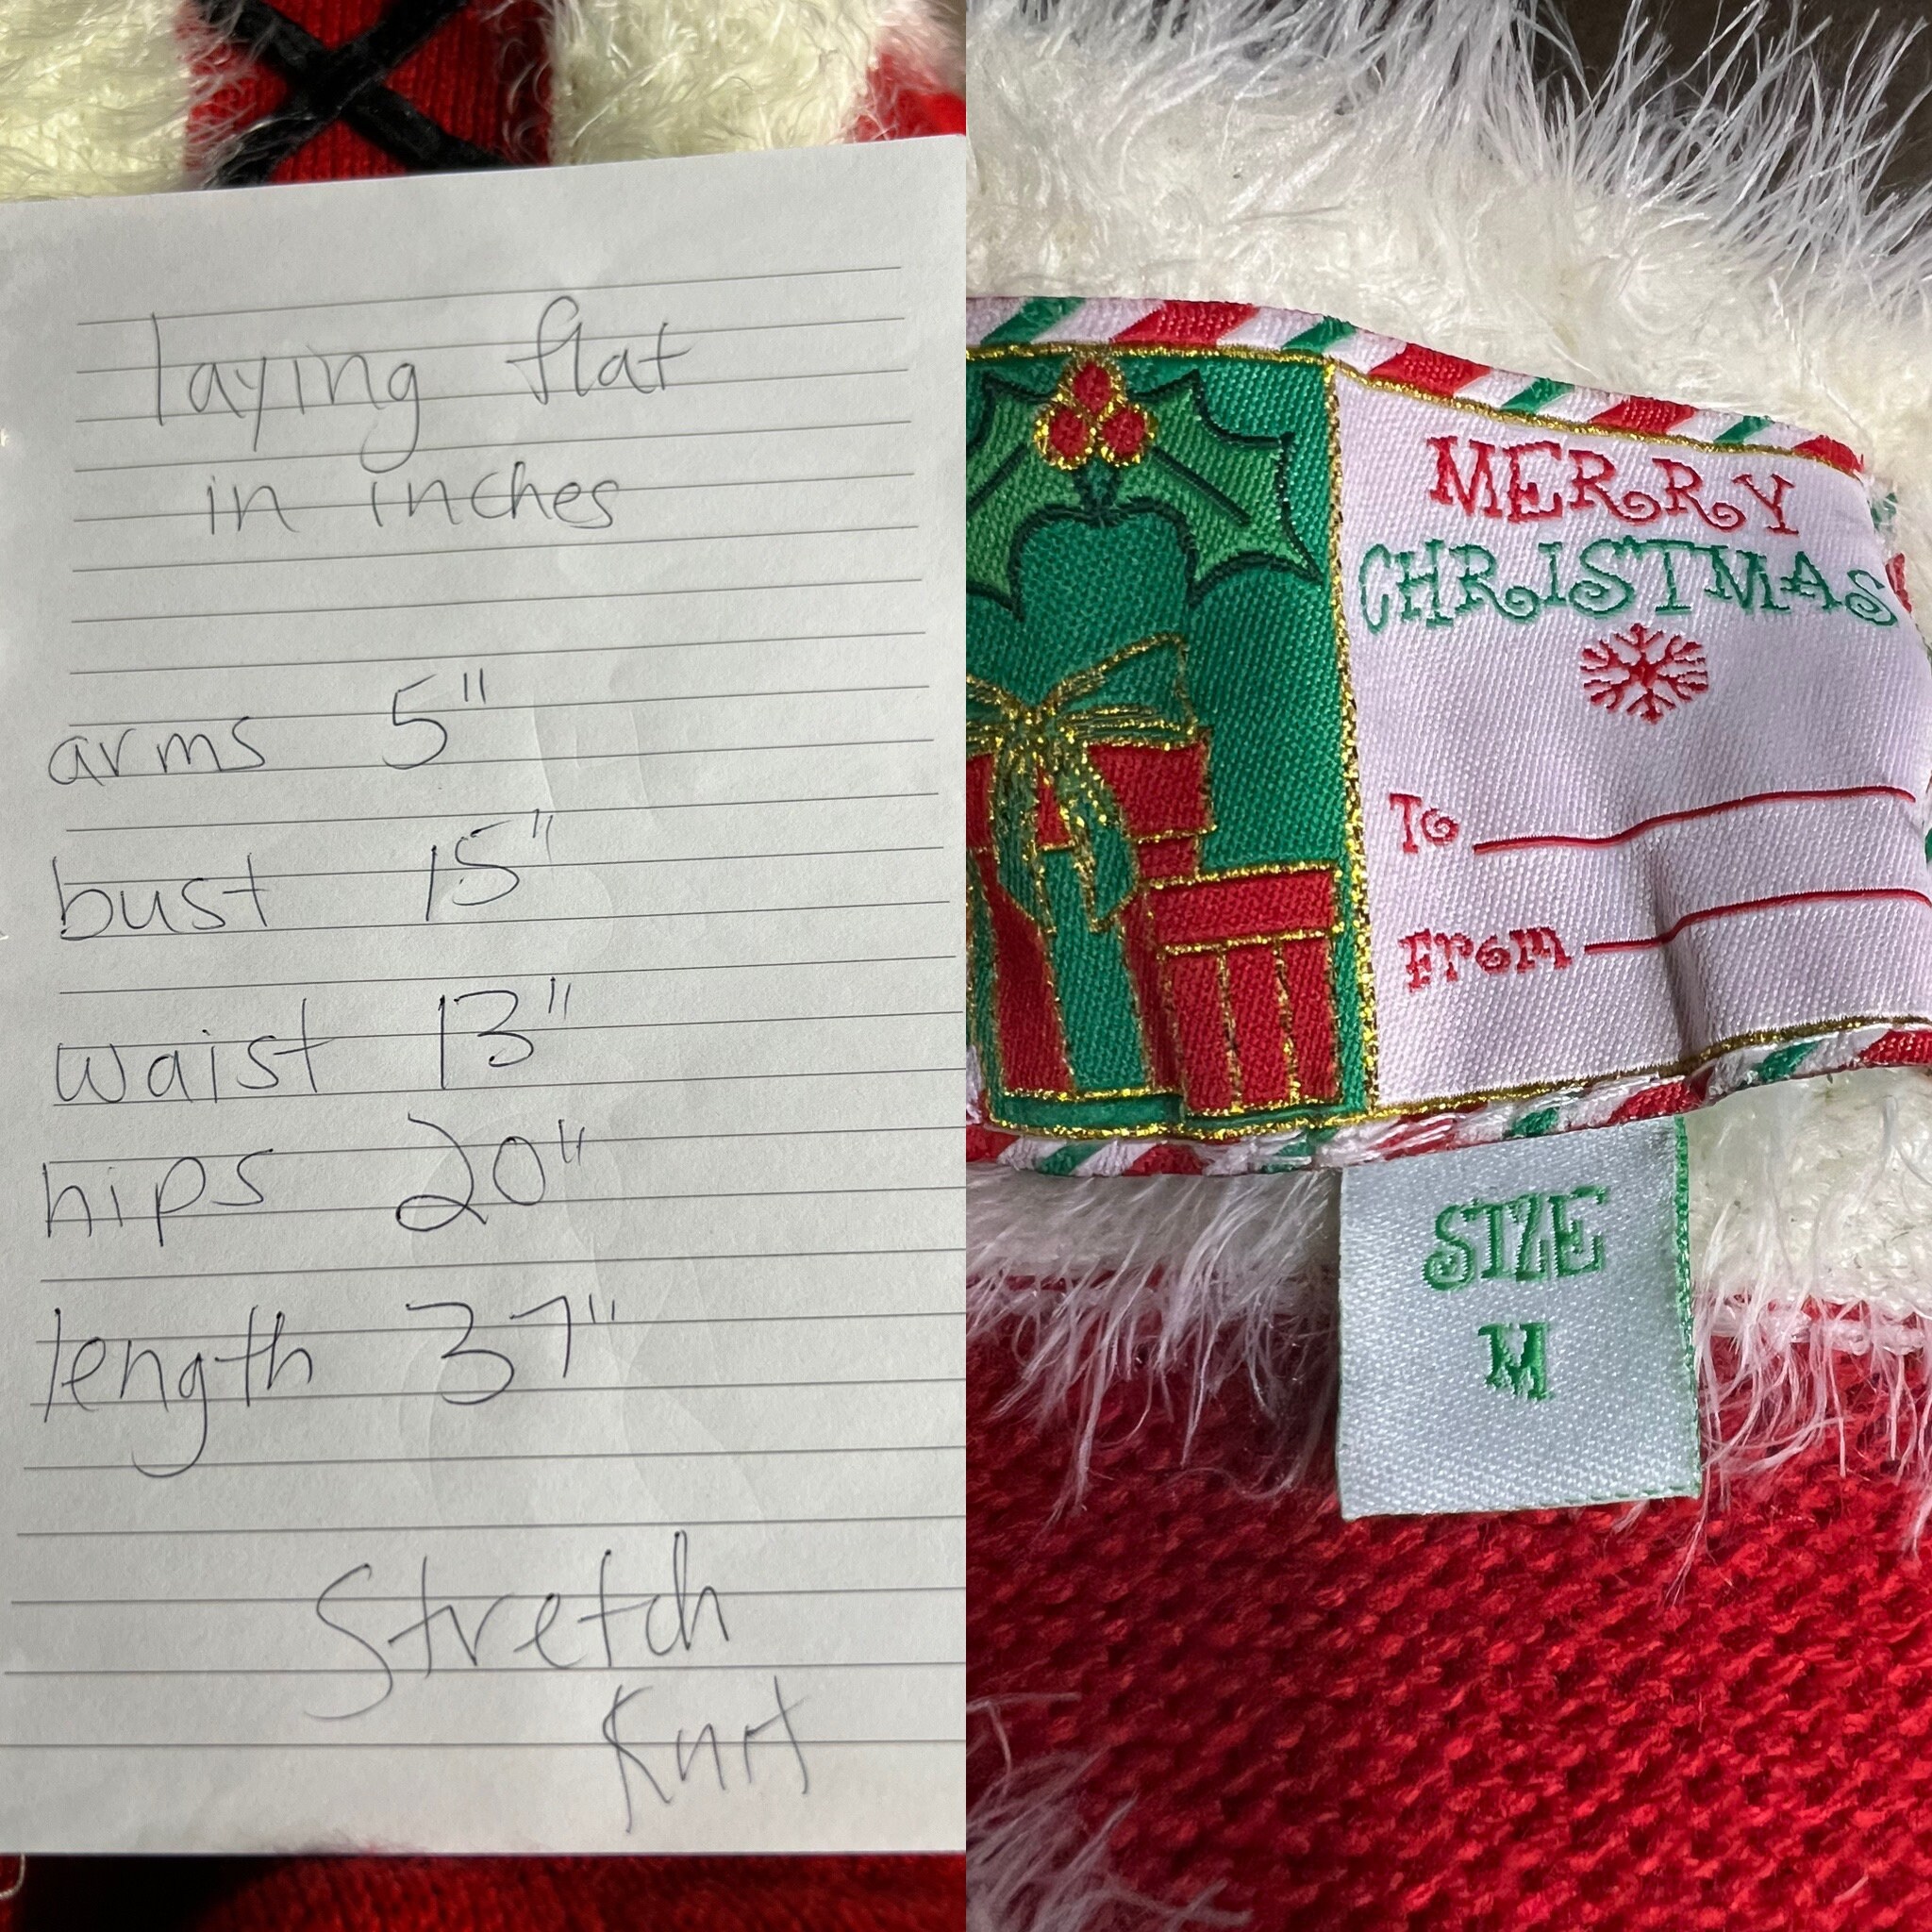 laying flat
in inches
arms 5"
bust 15"
waist 13"
hips 20"
length 37"
Stretch
Knit
MERRY
CHRISTMAS
To
From
SIZE
M